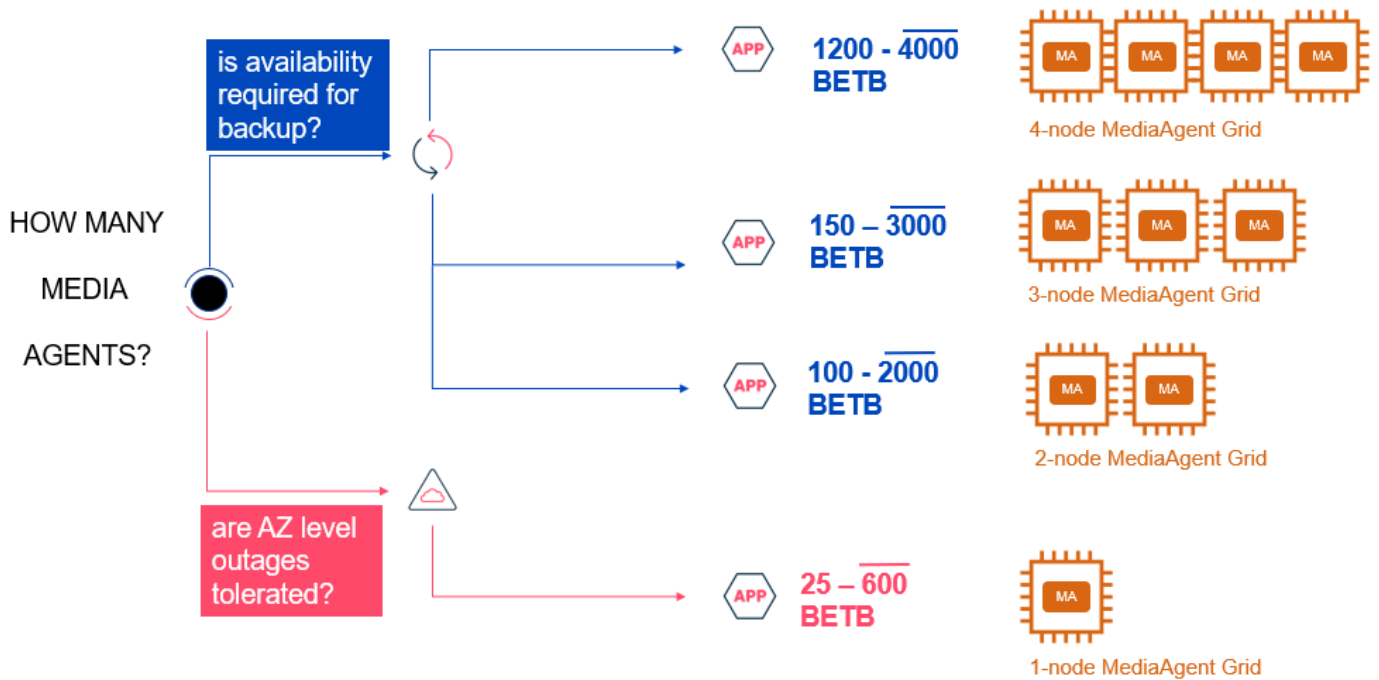 is availability
required for
backup?
APP
1200 - 4000
BETB
MA MA MA MA
4-node MediaAgent Grid
HOW MANY
MEDIA
AGENTS?
APP
150 – 3000
BETB
MA MA MA
3-node MediaAgent Grid
APP
100 - 2000
BETB
MA MA
2-node MediaAgent Grid
are AZ level
outages
tolerated?
APP
25 – 600
BETB
MA
1-node MediaAgent Grid